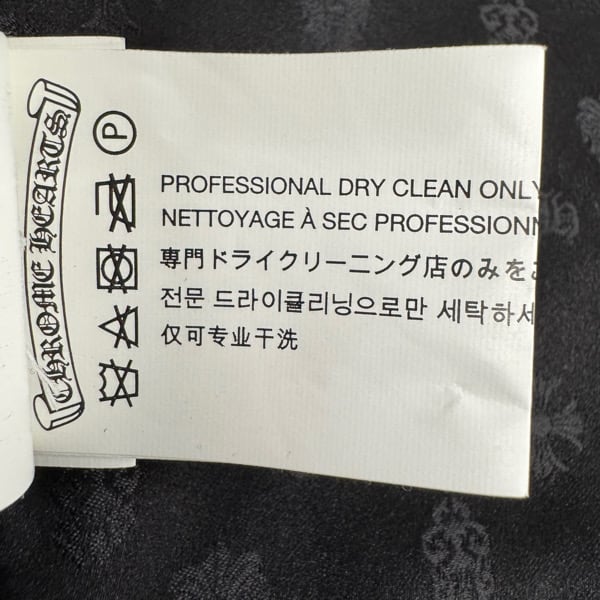 CHROME HEARTS
P
PROFESSIONAL DRY CLEAN ONLY
NETTOYAGE À SEC PROFESSIONN
専門ドライクリーニング店のみをご
전문 드라이클리닝으로만 세탁하세
仅可专业干洗